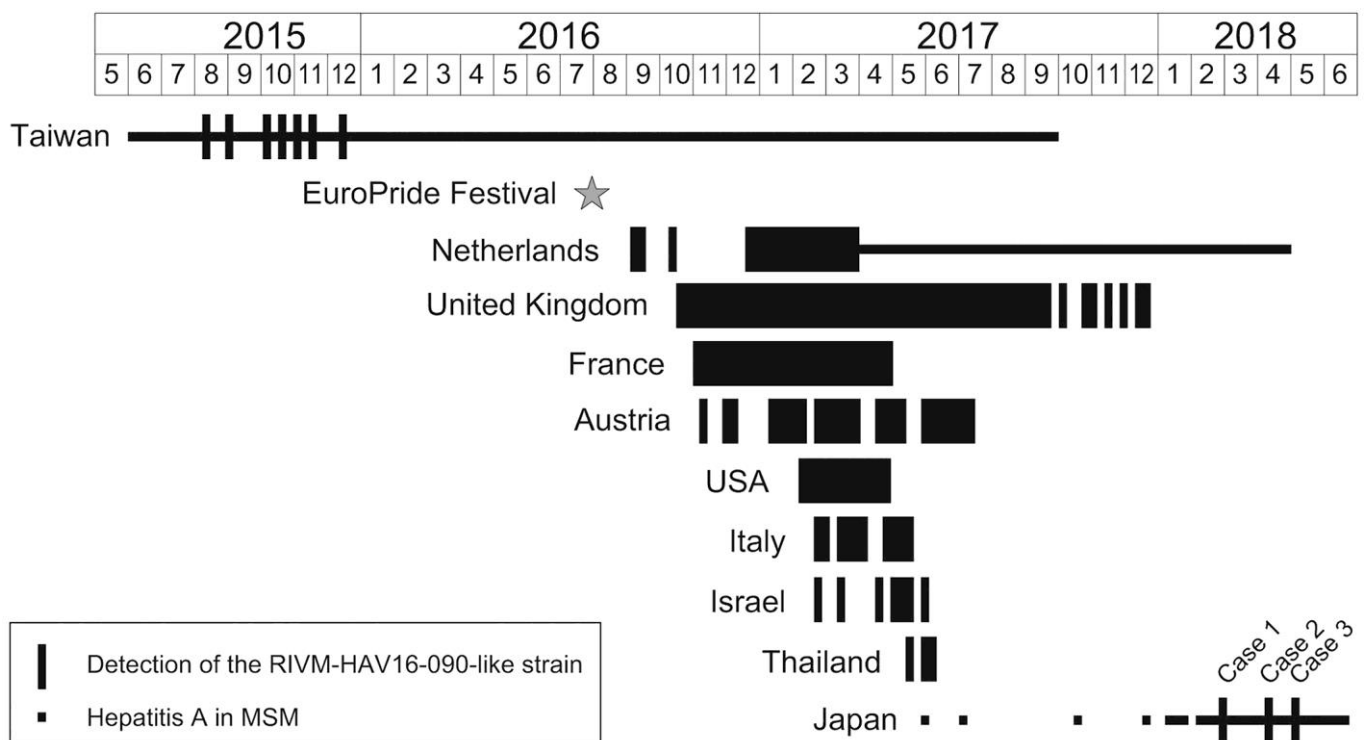 2015 2016 2017 2018
5 6 7 8 9 10 11 12 1 2 3 4 5 6 7 8 9 10 11 12 1 2 3 4 5 6 7 8 9 10 11 12 1 2 3 4 5 6
Taiwan
EuroPride Festival
Netherlands
United Kingdom
France
Austria
USA
Italy
Israel
Thailand
Case 1
Case 2
Case 3
Japan
Detection of the RIVM-HAV16-090-like strain
Hepatitis A in MSM